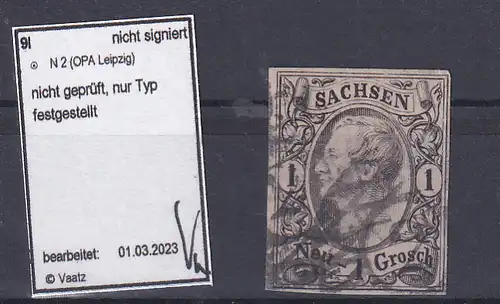 9I nicht signiert
⊙ N 2 (OPA Leipzig)
nicht geprüft, nur Typ
festgestellt
bearbeitet: 01.03.2023
© Vaatz
SACHSEN
1 1
Neu- 1 Grosch